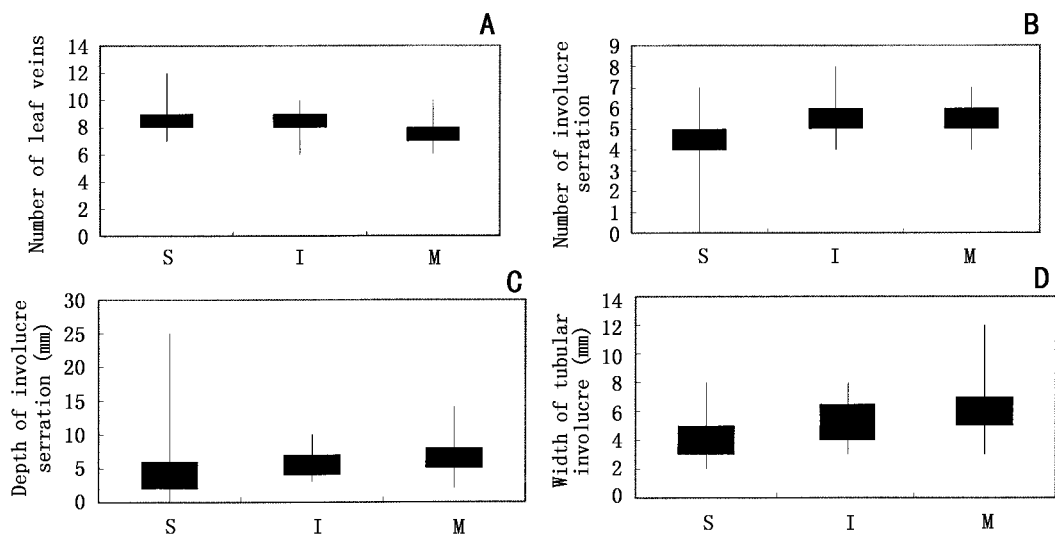 A
Number of leaf veins
14
12
10
8
6
4
2
0
S I M
B
Number of involucre
serration
9
8
7
6
5
4
3
2
1
0
S I M
C
Depth of involucre
serration (mm)
30
25
20
15
10
5
0
S I M
D
Width of tubular
involucre (mm)
14
12
10
8
6
4
2
0
S I M